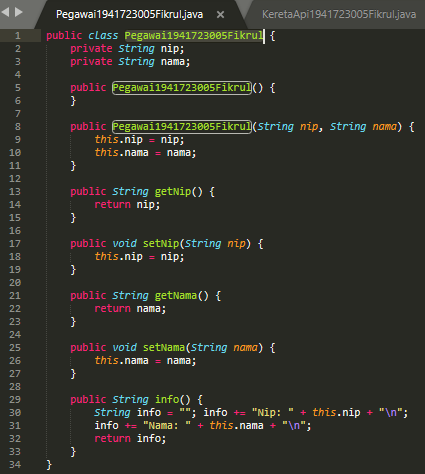 Pegawai1941723005Fikrul.java × KeretaApi1941723005Fikrul.java
1 public class Pegawai1941723005Fikrul {
2 private String nip;
3 private String nama;
4
5 public Pegawai1941723005Fikrul() {
6 }
7
8 public Pegawai1941723005Fikrul(String nip, String nama) {
9 this.nip = nip;
10 this.nama = nama;
11 }
12
13 public String getNip() {
14 return nip;
15 }
16
17 public void setNip(String nip) {
18 this.nip = nip;
19 }
20
21 public String getNama() {
22 return nama;
23 }
24
25 public void setNama(String nama) {
26 this.nama = nama;
27 }
28
29 public String info() {
30 String info = ""; info += "Nip: " + this.nip + "\n";
31 info += "Nama: " + this.nama + "\n";
32 return info;
33 }
34 }